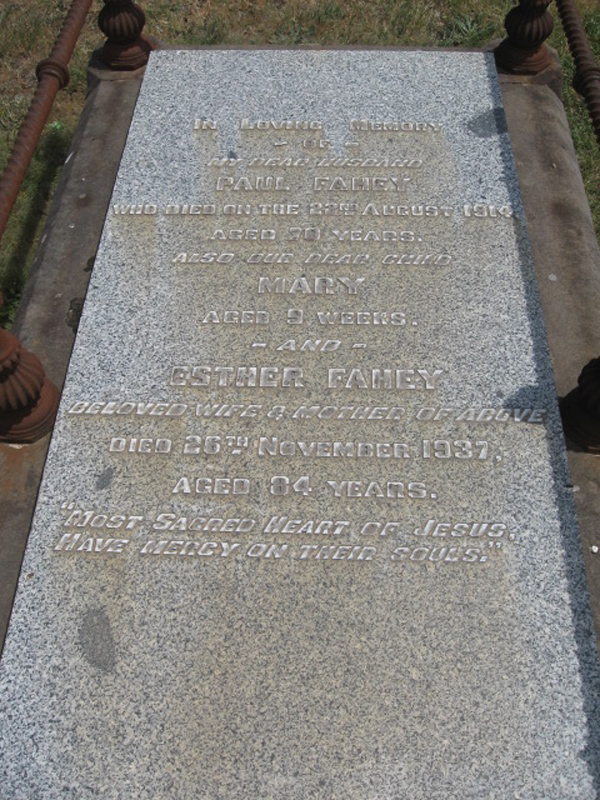 In Loving Memory
- OF -
MY DEAR HUSBAND
PAUL FAHEY
WHO DIED ON THE AUGUST 1914
AGED 70 YEARS.
ALSO OUR DEAR CHILD
MARY
AGED 9 WEEKS.
- AND -
ESTHER FAHEY
BELOVED WIFE & MOTHER OF ABOVE
DIED 26TH NOVEMBER 1937,
AGED 84 YEARS.
"MOST SACRED HEART OF JESUS,
HAVE MERCY ON THEIR SOULS."